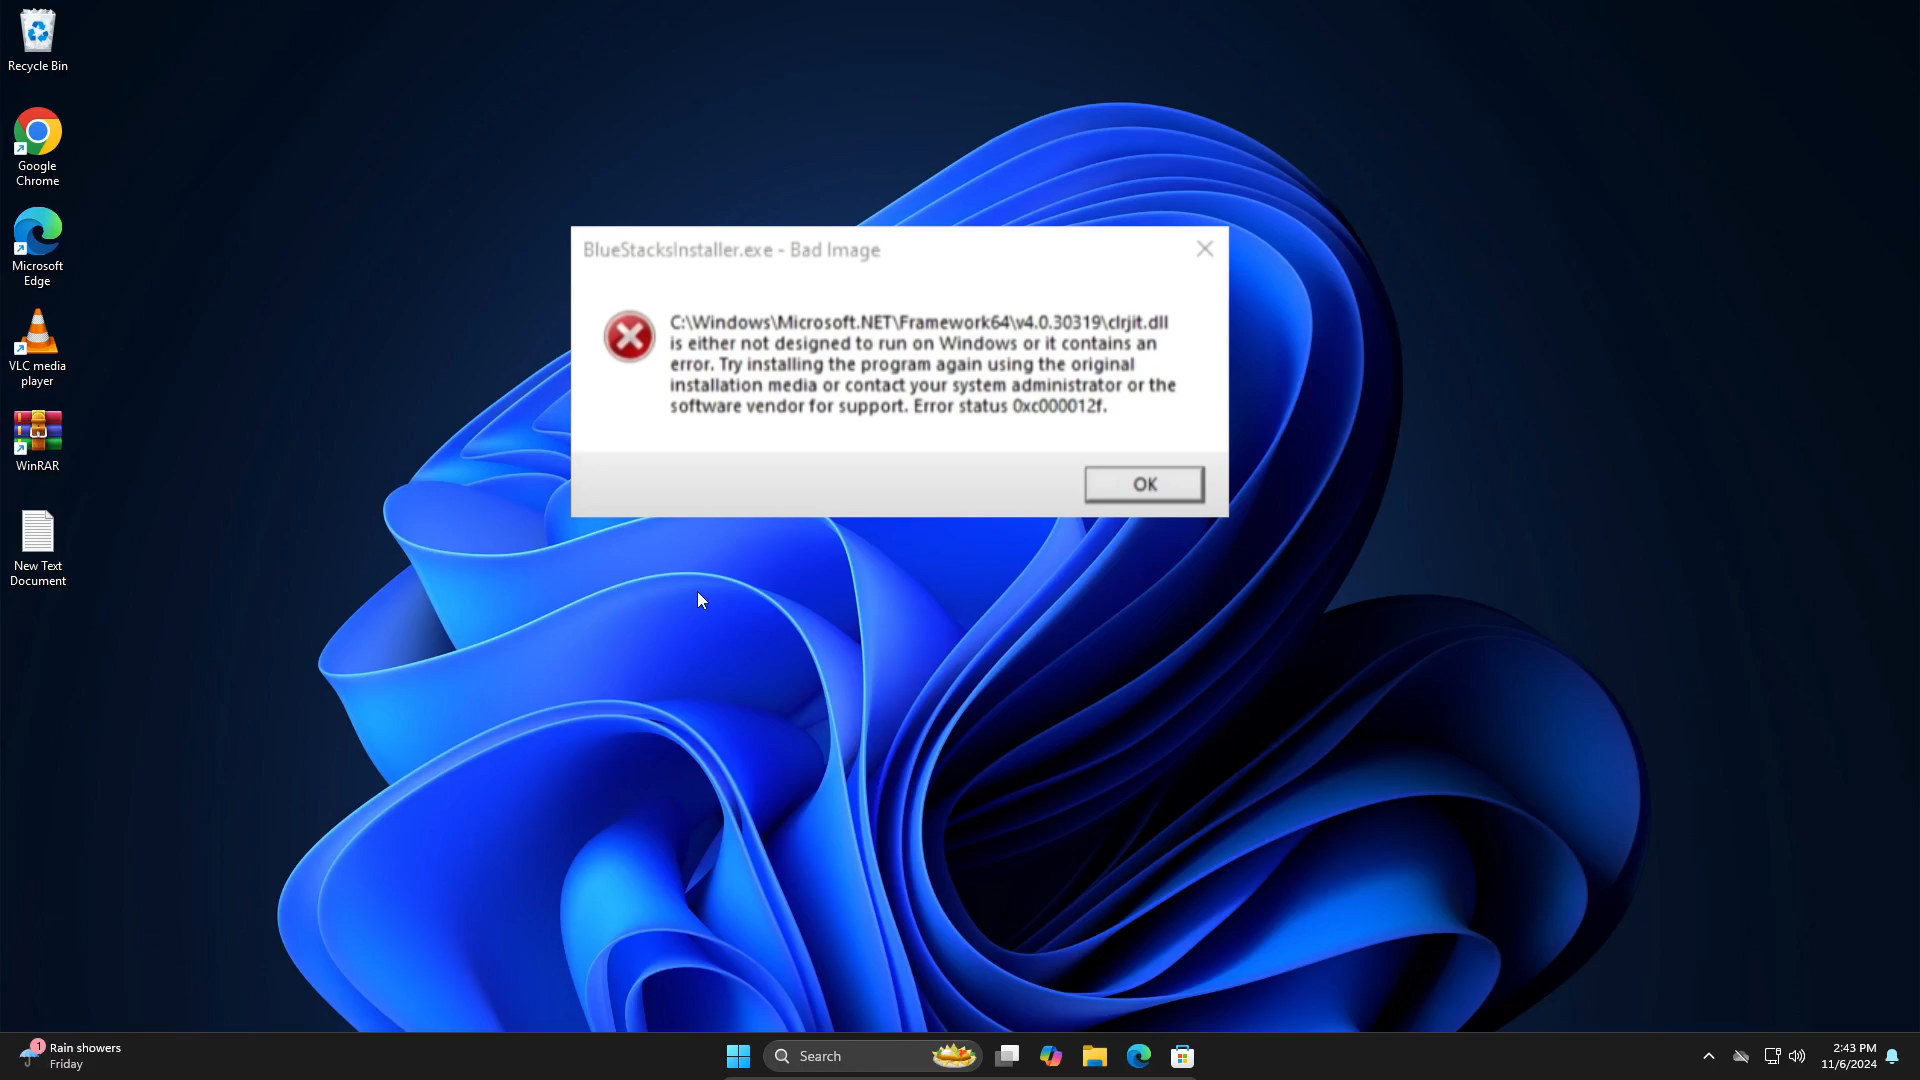 Recycle Bin
Google
Chrome
Microsoft
Edge
VLC media
player
WinRAR
New Text
Document
BlueStacksInstaller.exe - Bad Image
C:\Windows\Microsoft.NET\Framework64\v4.0.30319\clrjit.dll
is either not designed to run on Windows or it contains an
error. Try installing the program again using the original
installation media or contact your system administrator or the
software vendor for support. Error status 0xc000012f.
OK
1
Rain showers
Friday
Search
2:43 PM
11/6/2024